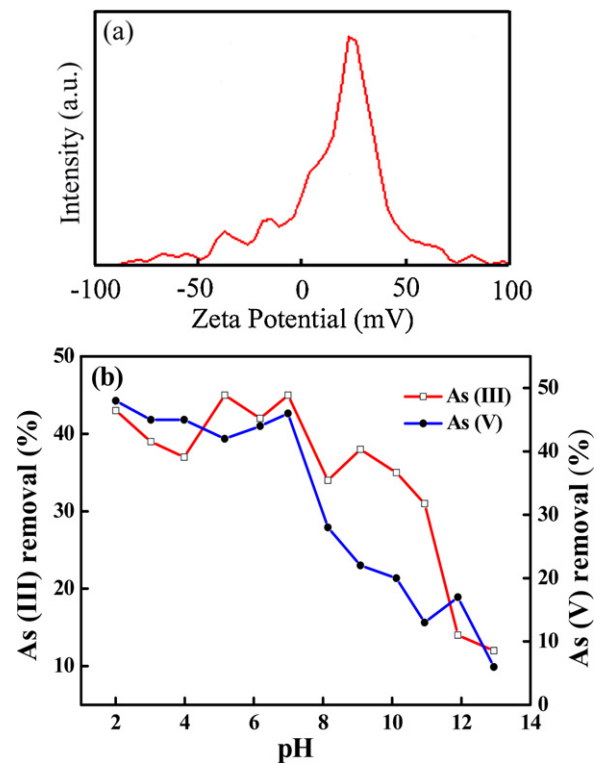 (a)
Intensity (a.u.)
-100 -50 0 50 100
Zeta Potential (mV)
(b)
As (III)
As (V)
As (III) removal (%)
50
40
30
20
10
As (V) removal (%)
50
40
30
20
10
0
2 4 6 8 10 12 14
pH